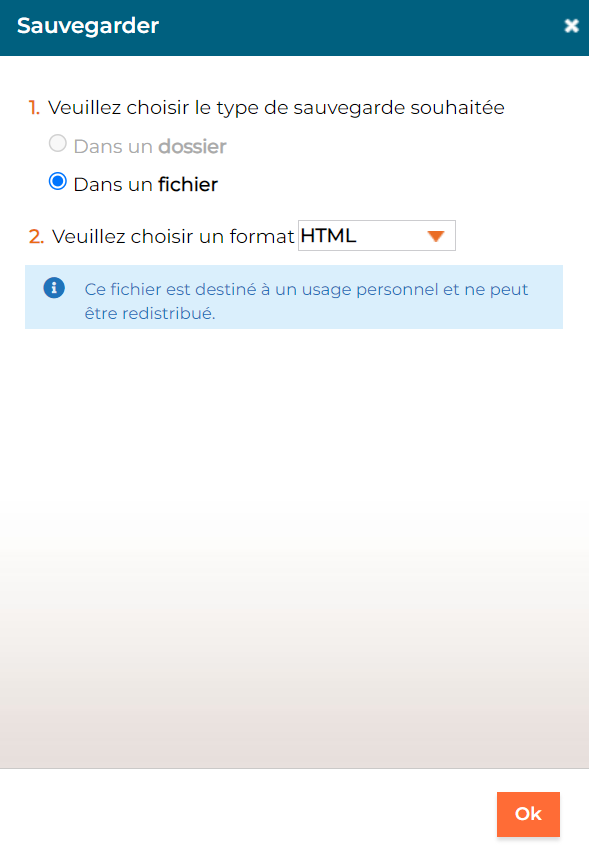 Sauvegarder
1. Veuillez choisir le type de sauvegarde souhaitée
Dans un dossier
Dans un fichier
2. Veuillez choisir un format HTML
Ce fichier est destiné à un usage personnel et ne peut
être redistribué.
Ok